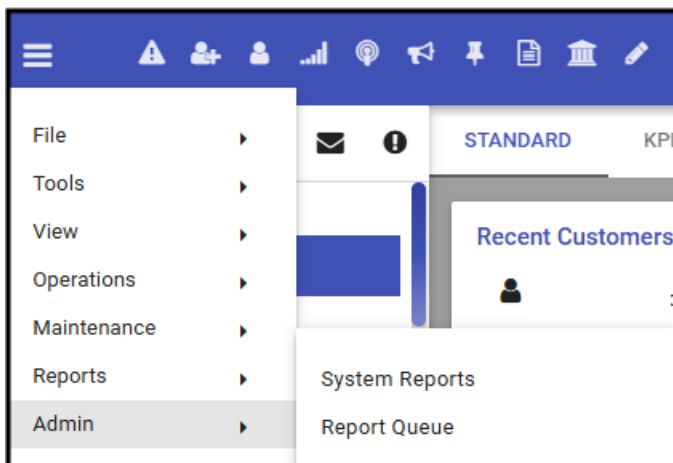 File
Tools
View
Operations
Maintenance
Reports
Admin
STANDARD
Recent Customers
System Reports
Report Queue